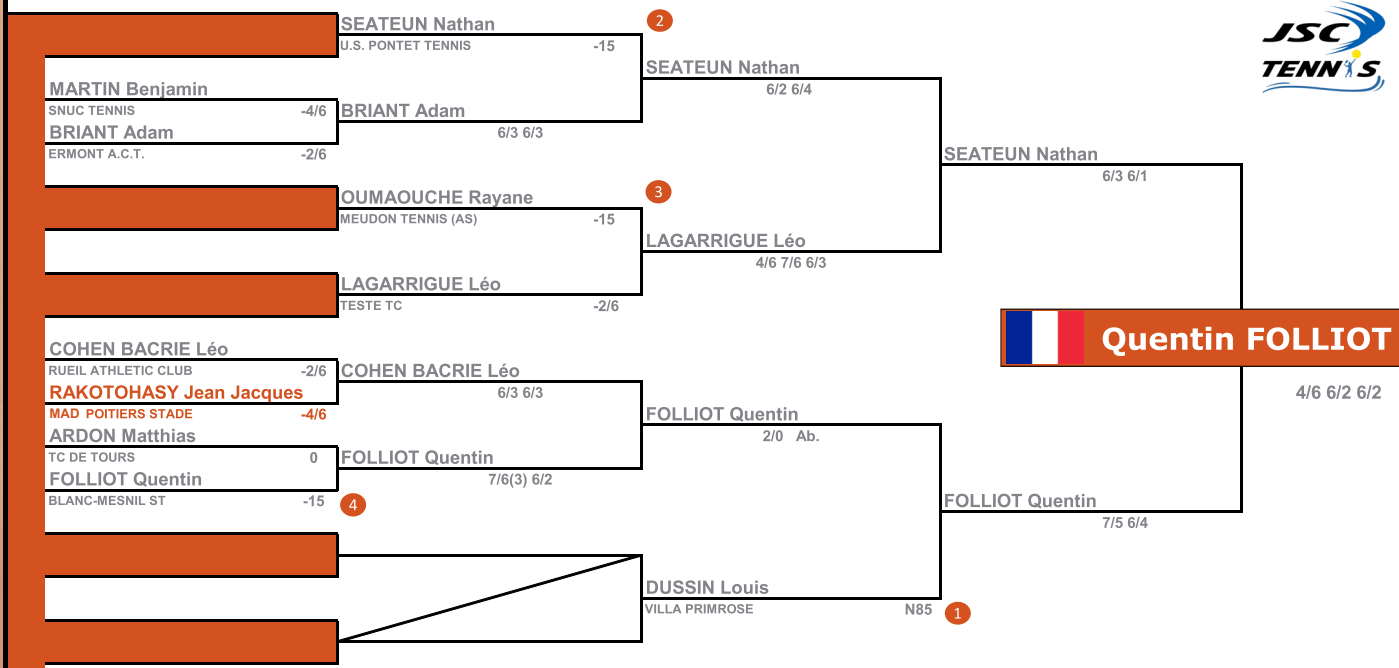 SEATEUN Nathan
U.S. PONTET TENNIS -15
2
MARTIN Benjamin
SNUC TENNIS -4/6
BRIANT Adam
ERMONT A.C.T. -2/6
BRIANT Adam
6/3 6/3
SEATEUN Nathan
6/2 6/4
OUMAOUCHE Rayane
MEUDON TENNIS (AS) -15
3
LAGARRIGUE Léo
TESTE TC -2/6
LAGARRIGUE Léo
4/6 7/6 6/3
SEATEUN Nathan
6/3 6/1
COHEN BACRIE Léo
RUEIL ATHLETIC CLUB -2/6
RAKOTOHASY Jean Jacques
MAD POITIERS STADE -4/6
COHEN BACRIE Léo
6/3 6/3
ARDON Matthias
TC DE TOURS 0
FOLLIOT Quentin
BLANC-MESNIL ST -15
4
FOLLIOT Quentin
7/6(3) 6/2
FOLLIOT Quentin
2/0 Ab.
DUSSIN Louis
VILLA PRIMROSE N85
1
FOLLIOT Quentin
7/5 6/4
Quentin FOLLIOT
4/6 6/2 6/2
JSC
TENNIS